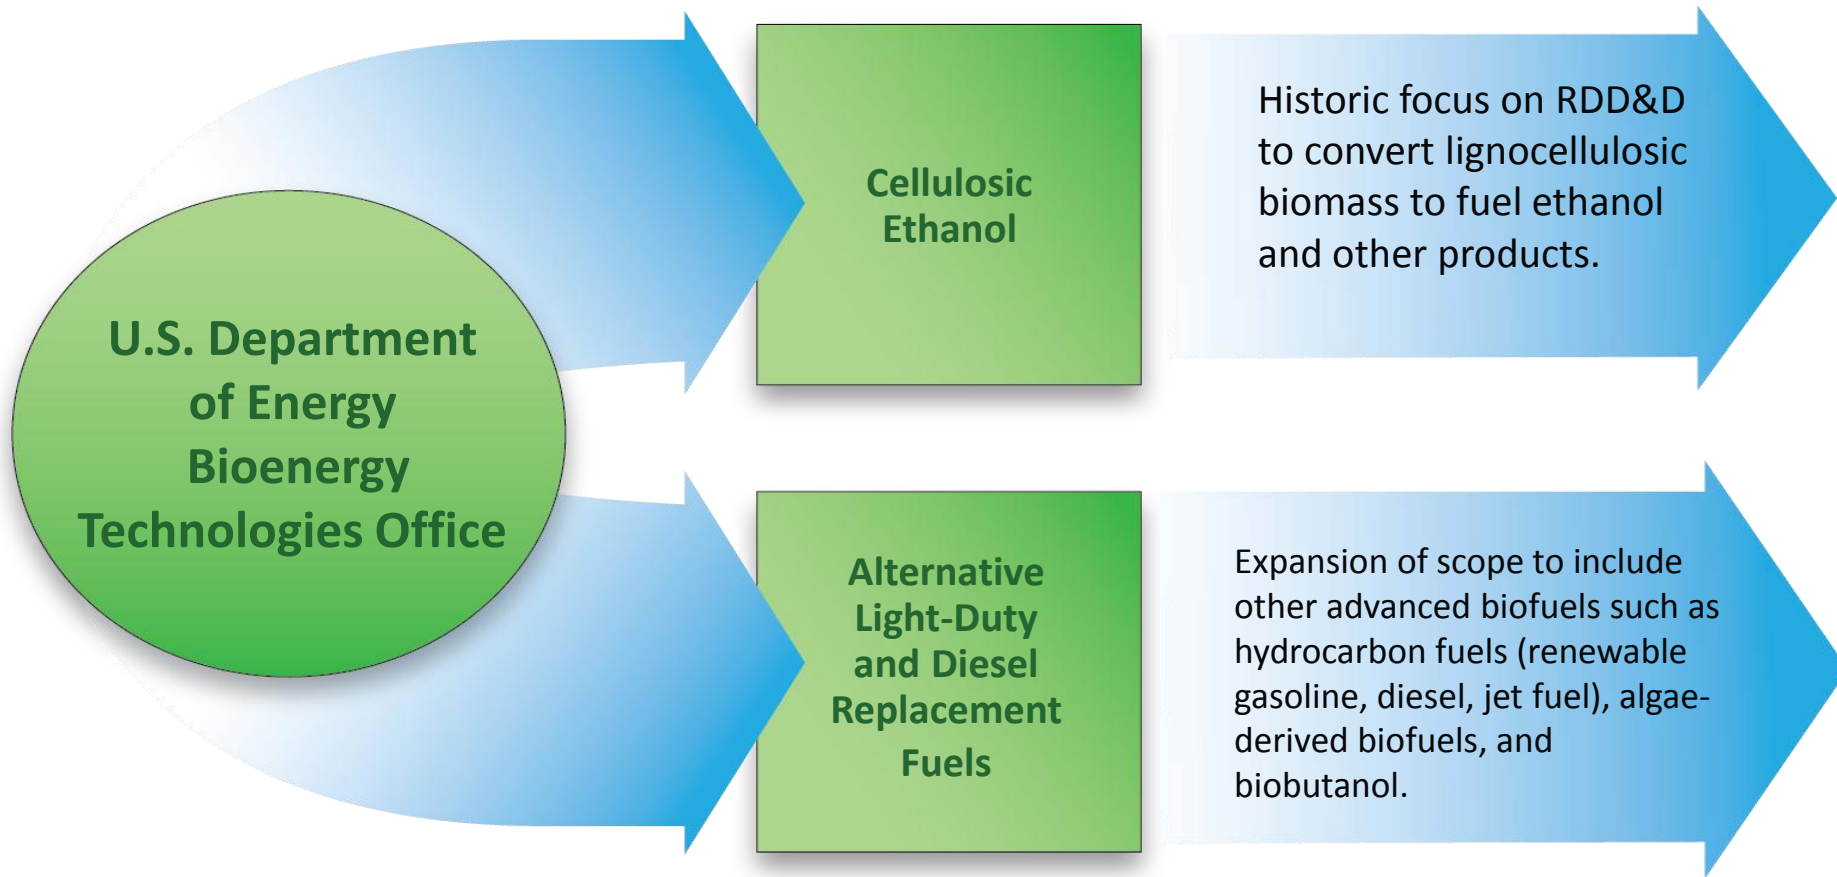 U.S. Department
of Energy
Bioenergy
Technologies Office
Cellulosic
Ethanol
Historic focus on RDD&D
to convert lignocellulosic
biomass to fuel ethanol
and other products.
Alternative
Light-Duty
and Diesel
Replacement
Fuels
Expansion of scope to include
other advanced biofuels such as
hydrocarbon fuels (renewable
gasoline, diesel, jet fuel), algae-
derived biofuels, and
biobutanol.